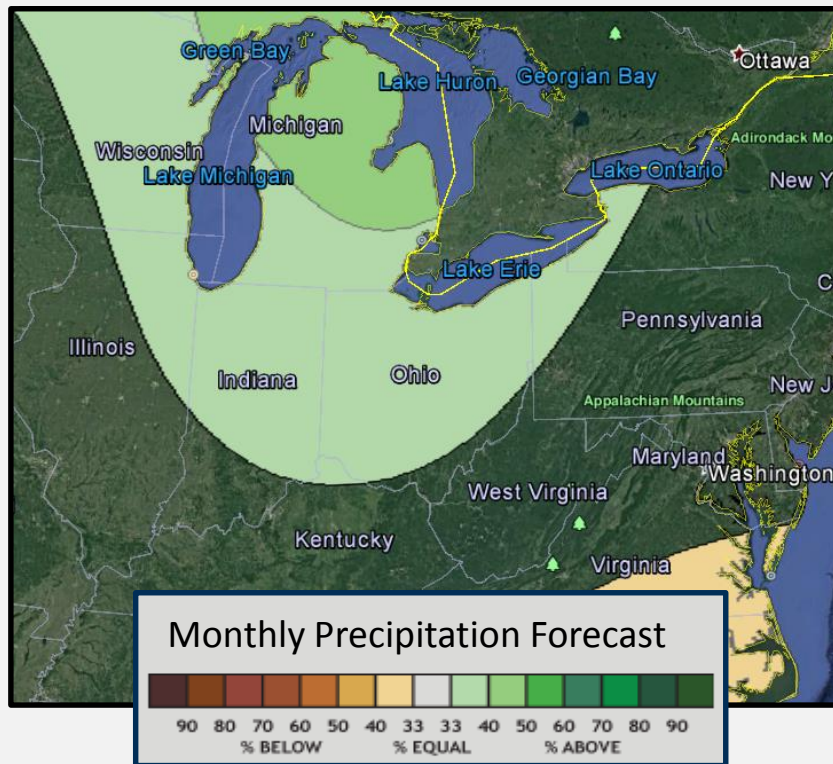 Green Bay
Ottawa
Lake Huron
Georgian Bay
Michigan
Adirondack Mo
Wisconsin
Lake Michigan
Lake Ontario
New Y
Lake Erie
C
Pennsylvania
Illinois
Indiana
Ohio
New J
Appalachian Mountains
Maryland
Washington
West Virginia
Kentucky
Virginia
Monthly Precipitation Forecast
90 80 70 60 50 40 33 33 40 50 60 70 80 90
% BELOW % EQUAL % ABOVE